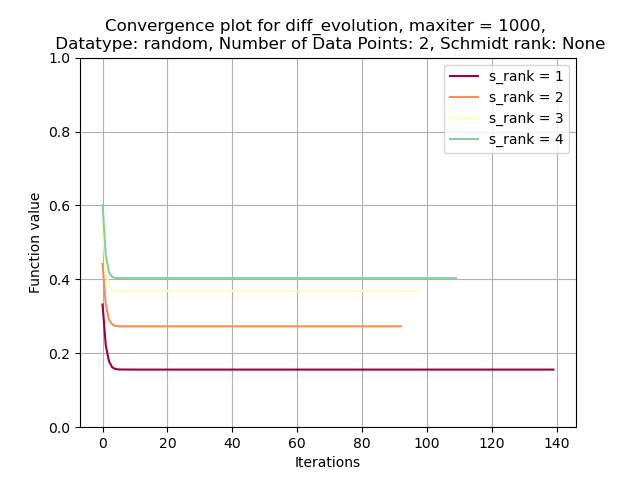 Convergence plot for diff_evolution, maxiter = 1000,
Datatype: random, Number of Data Points: 2, Schmidt rank: None
s_rank = 1
s_rank = 2
s_rank = 3
s_rank = 4
Function value
1.0
0.8
0.6
0.4
0.2
0.0
0 20 40 60 80 100 120 140
Iterations